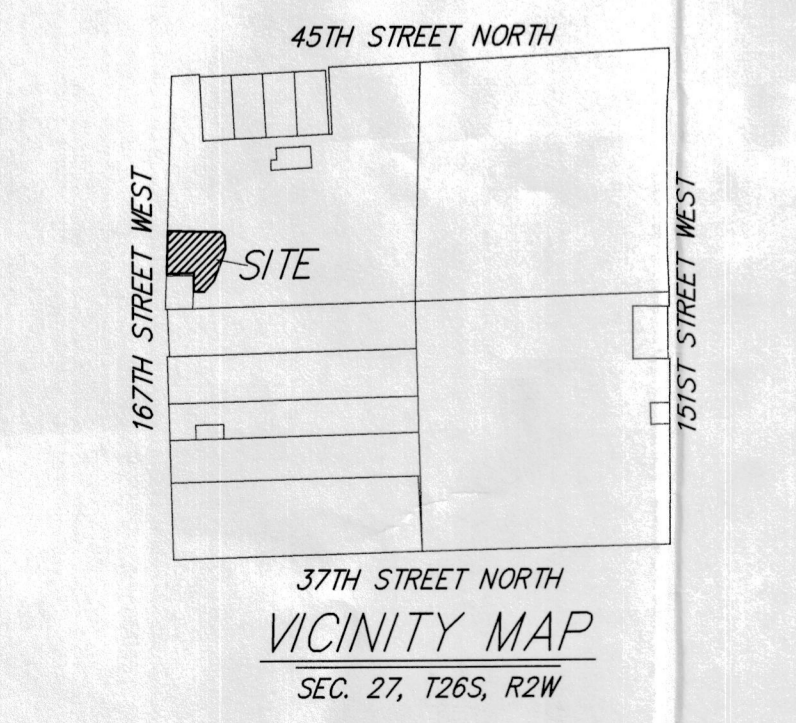 45TH STREET NORTH
167TH STREET WEST
SITE
151ST STREET WEST
37TH STREET NORTH
VICINITY MAP
SEC. 27, T26S, R2W